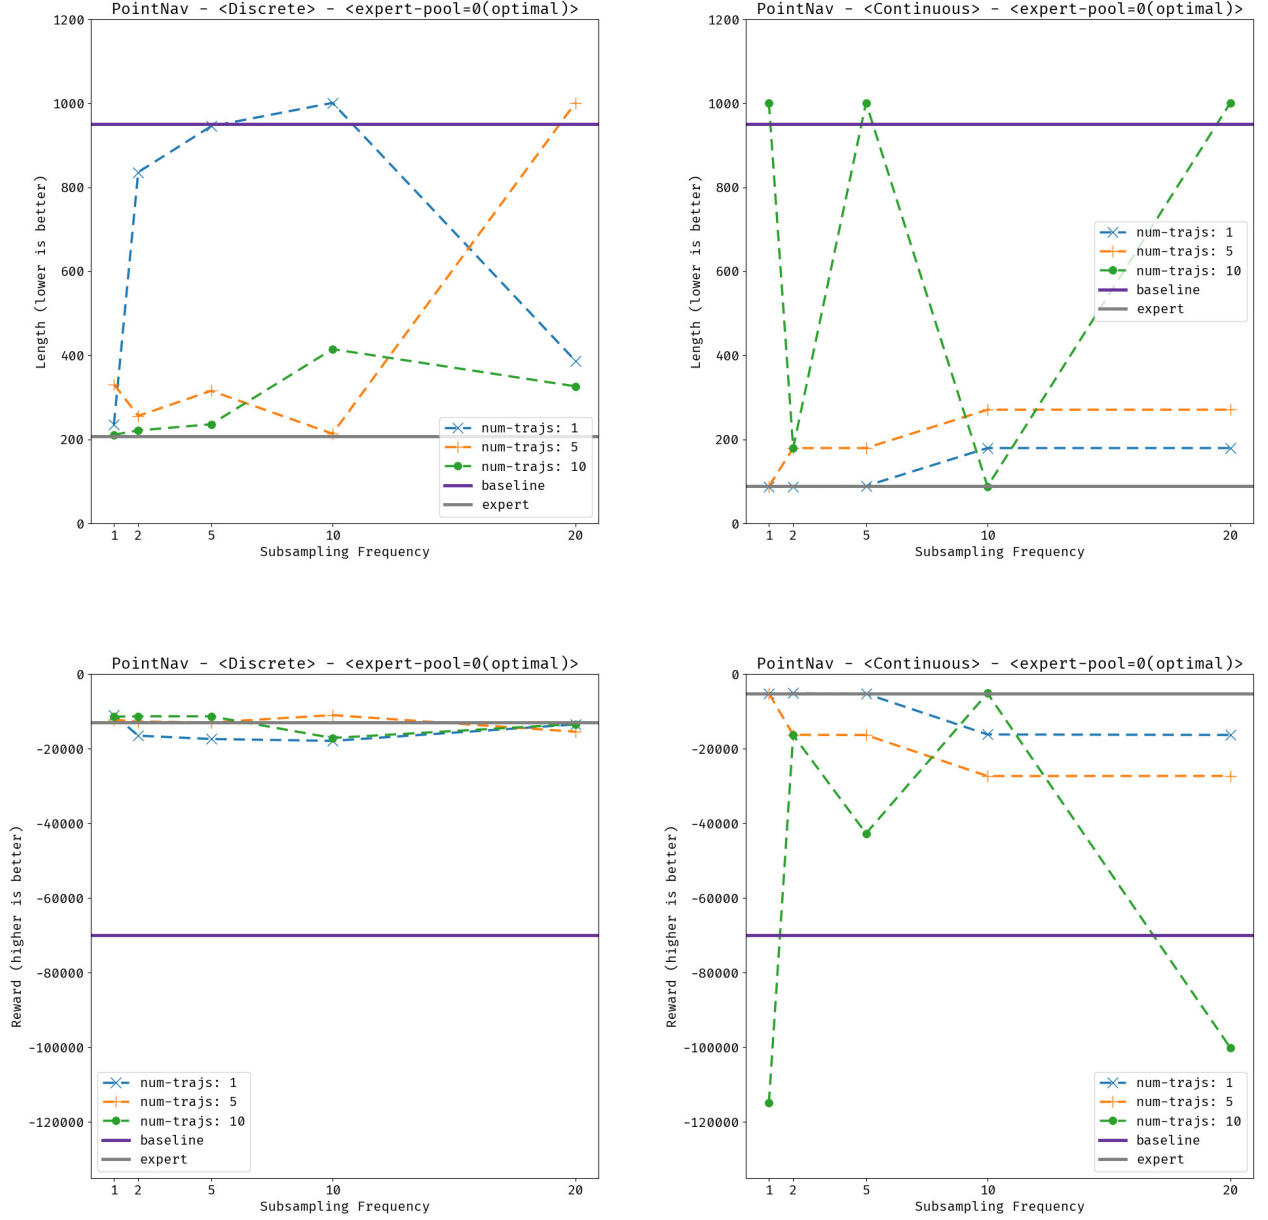 PointNav - <Discrete> - <expert-pool=0(optimal)>
1200
1000
800
600
400
200
0
Length (lower is better)
num-trajs: 1
num-trajs: 5
num-trajs: 10
baseline
expert
1 2 5 10 20
Subsampling Frequency
PointNav - <Continuous> - <expert-pool=0(optimal)>
1200
1000
800
600
400
200
0
Length (lower is better)
num-trajs: 1
num-trajs: 5
num-trajs: 10
baseline
expert
1 2 5 10 20
Subsampling Frequency
PointNav - <Discrete> - <expert-pool=0(optimal)>
0
-20000
-40000
-60000
-80000
-100000
-120000
Reward (higher is better)
num-trajs: 1
num-trajs: 5
num-trajs: 10
baseline
expert
1 2 5 10 20
Subsampling Frequency
PointNav - <Continuous> - <expert-pool=0(optimal)>
0
-20000
-40000
-60000
-80000
-100000
-120000
Reward (higher is better)
num-trajs: 1
num-trajs: 5
num-trajs: 10
baseline
expert
1 2 5 10 20
Subsampling Frequency